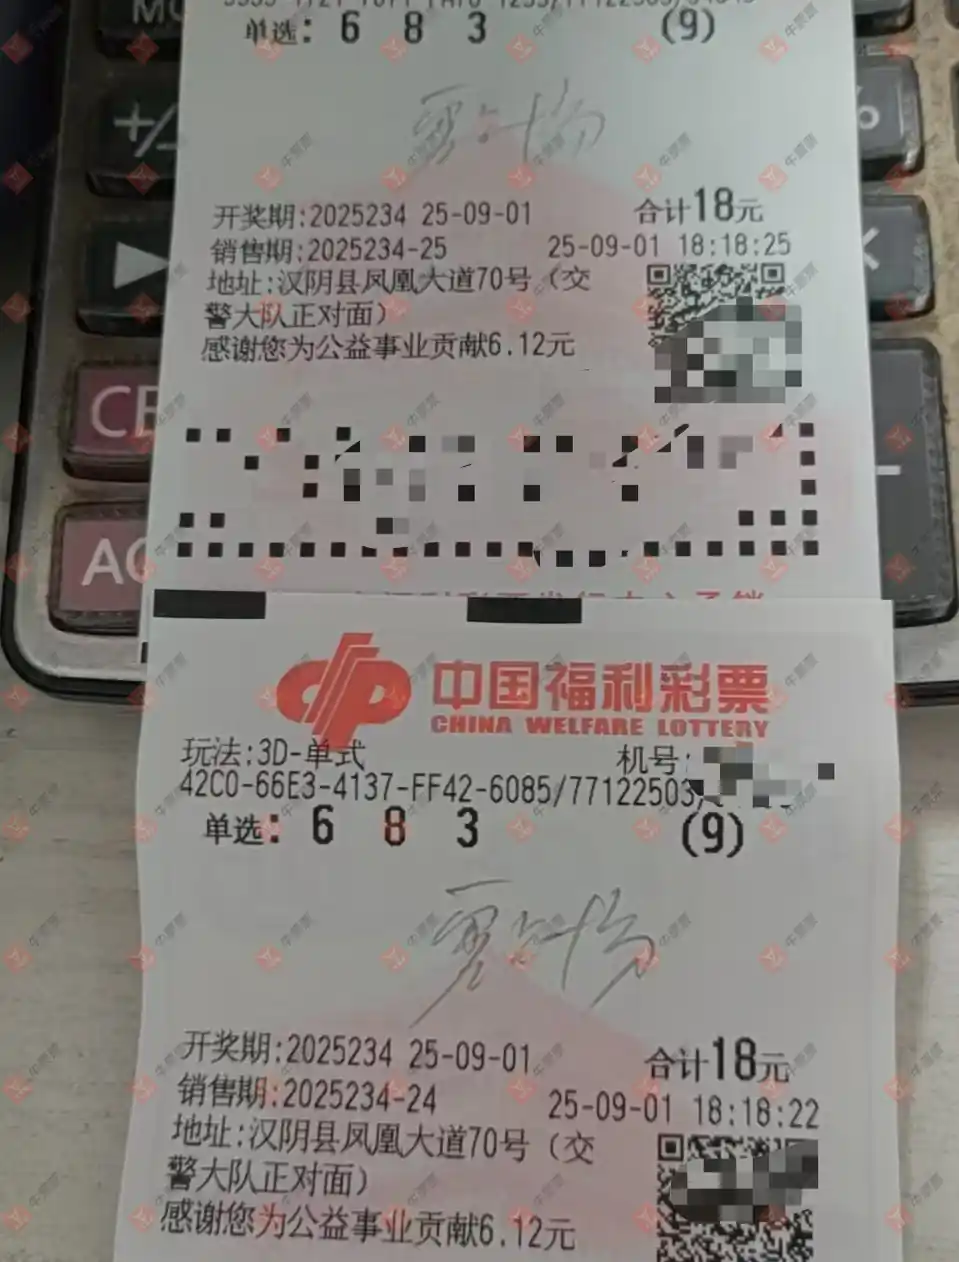 单选: 6 8 3 (9)
开奖期:2025234 25-09-01 合计18元
销售期:2025234-25 25-09-01 18:18:25
地址:汉阴县凤凰大道70号（交
警大队正对面）
感谢您为公益事业贡献6.12元
CE
AC
中国福利彩票
CHINA WELFARE LOTTERY
玩法:3D-单式 机号:
42C0-66E3-4137-FF42-6085/77122503/
单选: 6 8 3 (9)
开奖期:2025234 25-09-01 合计18元
销售期:2025234-24 25-09-01 18:18:22
地址:汉阴县凤凰大道70号（交
警大队正对面）
感谢您为公益事业贡献6.12元